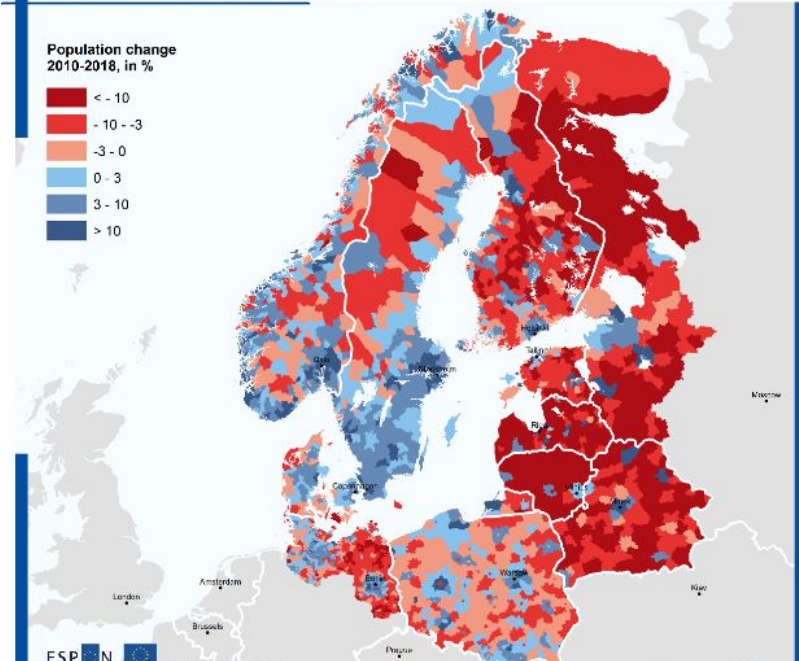 Population change
2010-2018, in %
< - 10
- 10 - -3
-3 - 0
0 - 3
3 - 10
> 10
Oslo
Helsinki
Tallinn
Stockholm
Riga
Moscow
Copenhagen
Vilnius
Minsk
Berlin
Warsaw
Amsterdam
London
Brussels
Kiev
Prague
ESPON